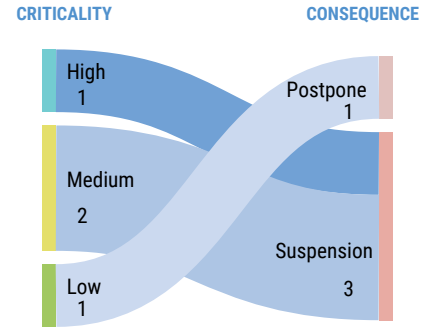 CRITICALITY
CONSEQUENCE
High
1
Postpone
1
Medium
2
Suspension
3
Low
1